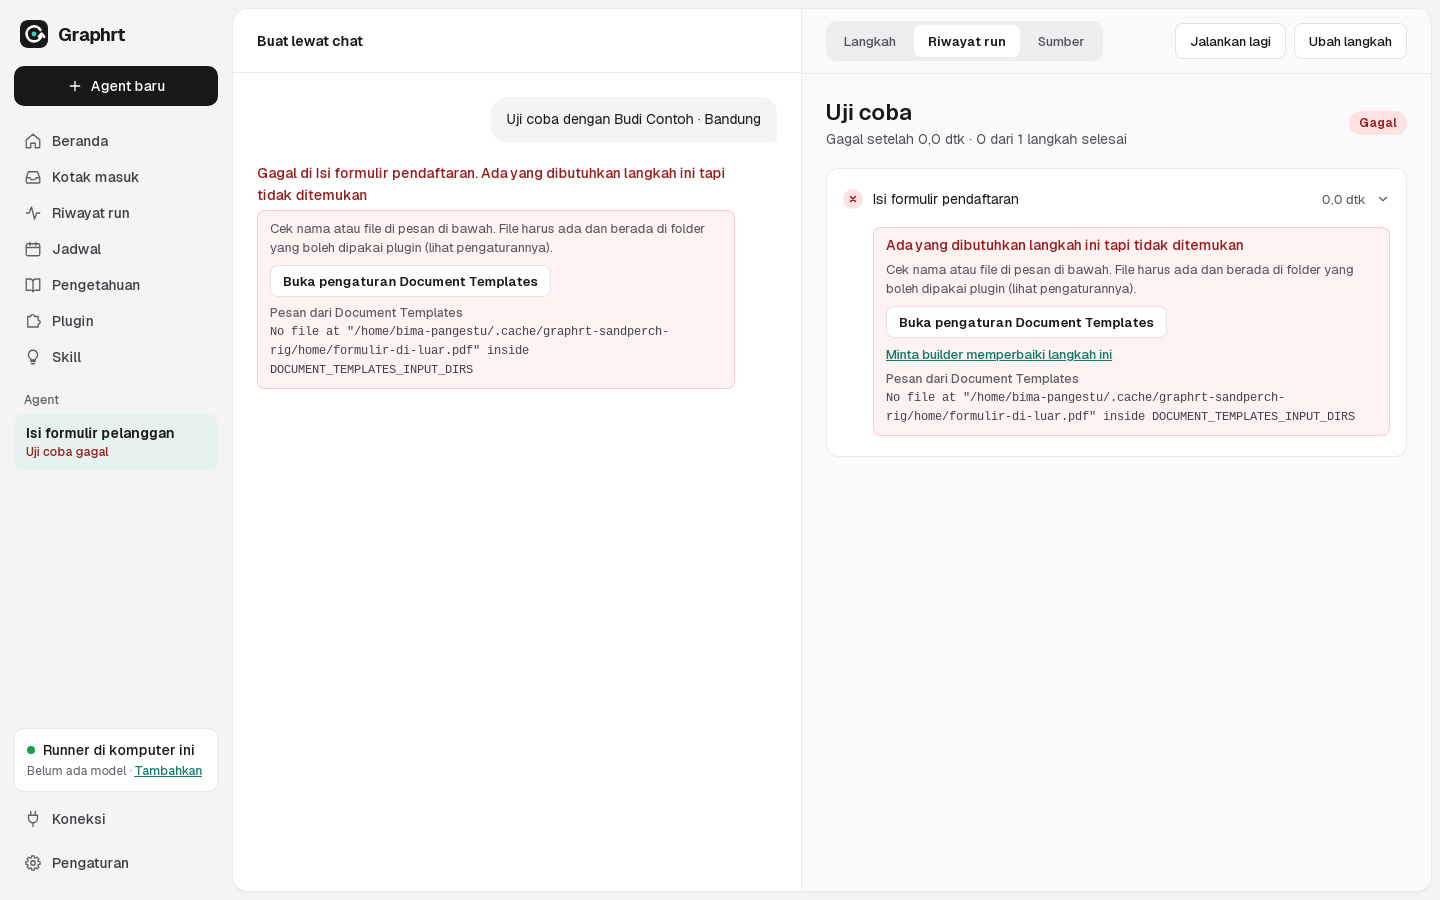 Graphrt
Agent baru
Beranda
Kotak masuk
Riwayat run
Jadwal
Pengetahuan
Plugin
Skill
Agent
Isi formulir pelanggan
Uji coba gagal
Runner di komputer ini
Belum ada model · Tambahkan
Koneksi
Pengaturan
Buat lewat chat
Uji coba dengan Budi Contoh · Bandung
Gagal di Isi formulir pendaftaran. Ada yang dibutuhkan langkah ini tapi
tidak ditemukan
Cek nama atau file di pesan di bawah. File harus ada dan berada di folder
yang boleh dipakai plugin (lihat pengaturannya).
Buka pengaturan Document Templates
Pesan dari Document Templates
No file at "/home/bima-pangestu/.cache/graphrt-sandperch-
rig/home/formulir-di-luar.pdf" inside
DOCUMENT_TEMPLATES_INPUT_DIRS
Langkah Riwayat run Sumber Jalankan lagi Ubah langkah
Uji coba
Gagal setelah 0,0 dtk · 0 dari 1 langkah selesai
Gagal
Isi formulir pendaftaran 0,0 dtk
Ada yang dibutuhkan langkah ini tapi tidak ditemukan
Cek nama atau file di pesan di bawah. File harus ada dan berada di folder yang
boleh dipakai plugin (lihat pengaturannya).
Buka pengaturan Document Templates
Minta builder memperbaiki langkah ini
Pesan dari Document Templates
No file at "/home/bima-pangestu/.cache/graphrt-sandperch-
rig/home/formulir-di-luar.pdf" inside DOCUMENT_TEMPLATES_INPUT_DIRS